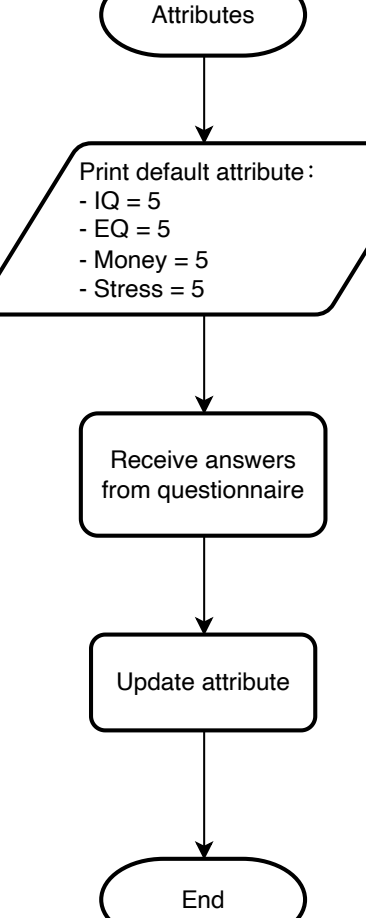 Attributes
Print default attribute：
- IQ = 5
- EQ = 5
- Money = 5
- Stress = 5
Receive answers
from questionnaire
Update attribute
End